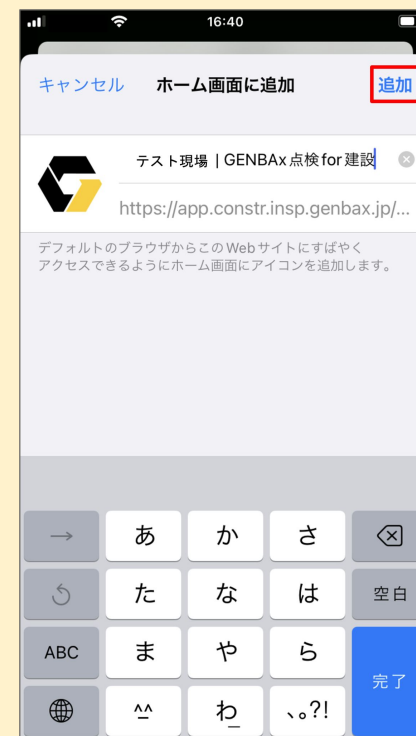 16:40
キャンセル ホーム画面に追加 追加
テスト現場 | GENBAx点検for建設
https://app.constr.insp.genbax.jp/...
デフォルトのブラウザからこのWebサイトにすばやく
アクセスできるようにホーム画面にアイコンを追加します。
→ あ か さ
た な は 空白
ABC ま や ら 完了
^^ わ 、。?!